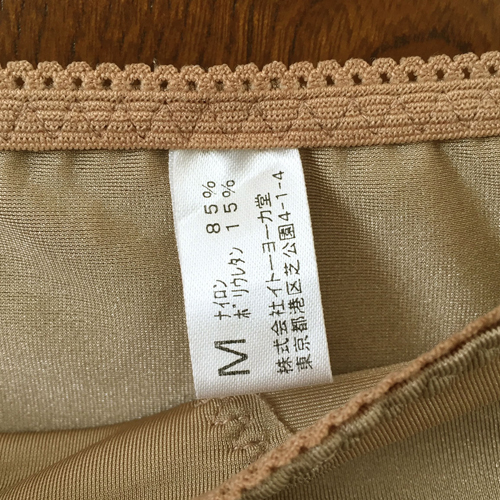 M
ナイロン 85%
ポリウレタン 15%
株式会社イトーヨーカ堂
東京都港区芝公園4-1-4